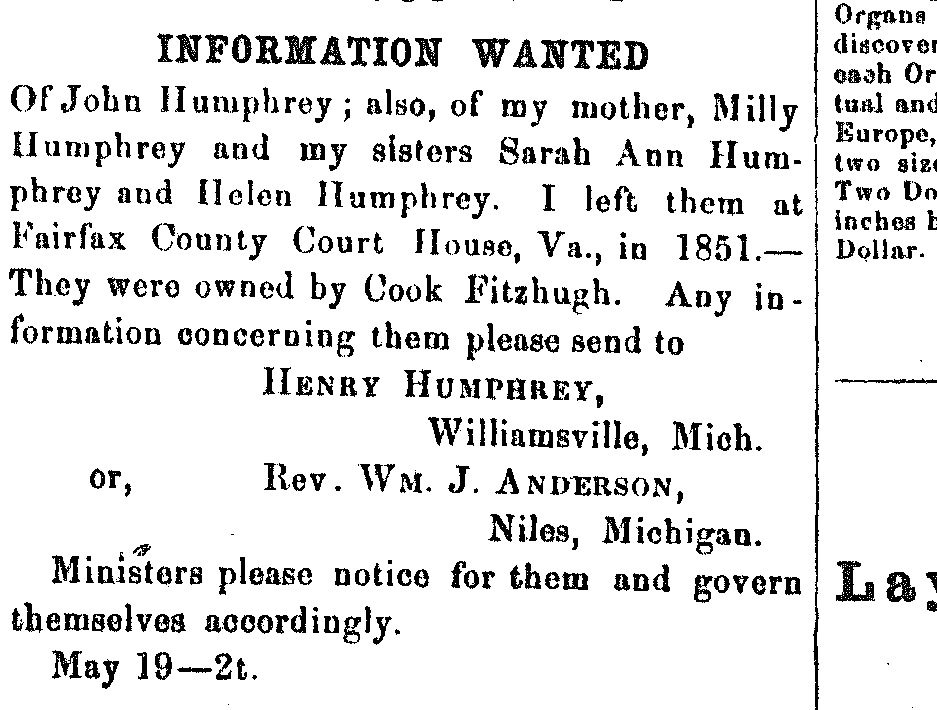 INFORMATION WANTED
Of John Humphrey; also, of my mother, Milly
Humphrey and my sisters Sarah Ann Hum-
phrey and Helen Humphrey. I left them at
Fairfax County Court House, Va., in 1851.—
They were owned by Cook Fitzhugh. Any in-
formation concerning them please send to
HENRY HUMPHREY,
Williamsville, Mich.
or, Rev. WM. J. ANDERSON,
Niles, Michigan.
Ministers please notice for them and govern
themselves accordingly.
May 19—2t.
Organs
discover
each Or
tual and
Europe,
two size
Two Do
inches b
Dollar.
Lay